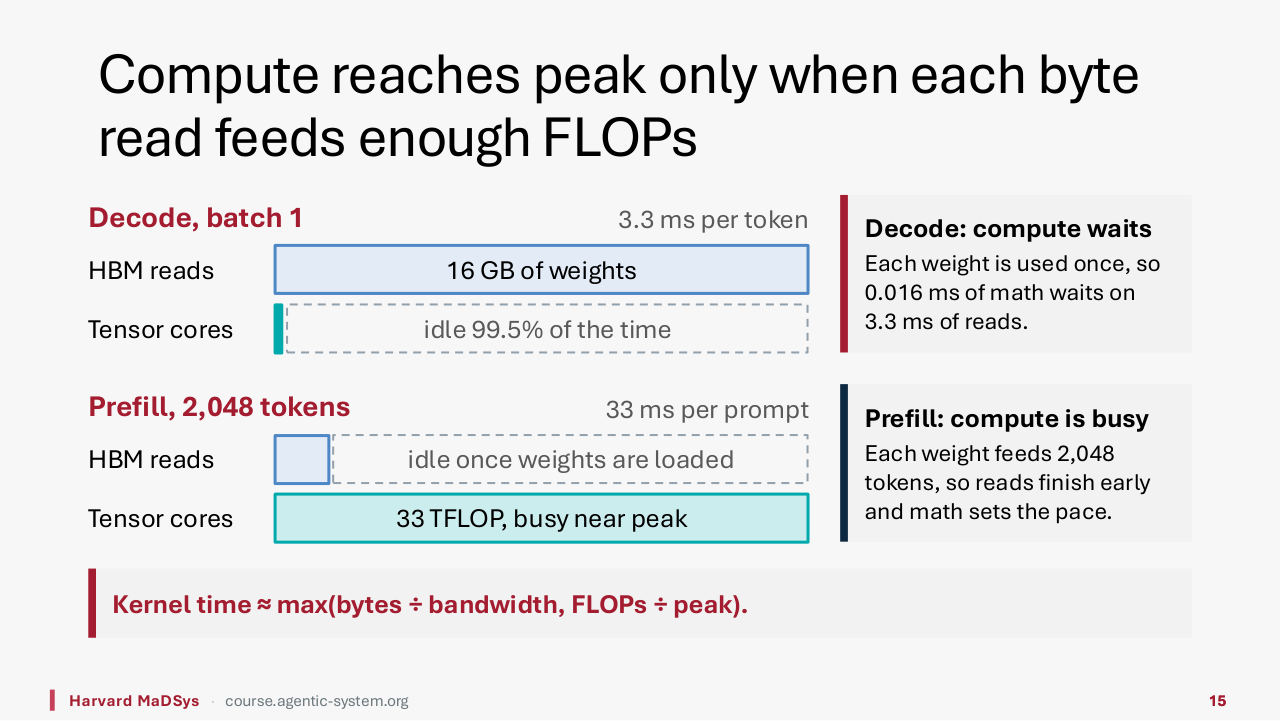 Compute reaches peak only when each byte
read feeds enough FLOPs
Decode, batch 1
3.3 ms per token
HBM reads
16 GB of weights
Tensor cores
idle 99.5% of the time
Decode: compute waits
Each weight is used once, so
0.016 ms of math waits on
3.3 ms of reads.
Prefill, 2,048 tokens
33 ms per prompt
HBM reads
idle once weights are loaded
Tensor cores
33 TFLOP, busy near peak
Prefill: compute is busy
Each weight feeds 2,048
tokens, so reads finish early
and math sets the pace.
Kernel time ≈ max(bytes ÷ bandwidth, FLOPs ÷ peak).
Harvard MaDSys · course.agentic-system.org
15